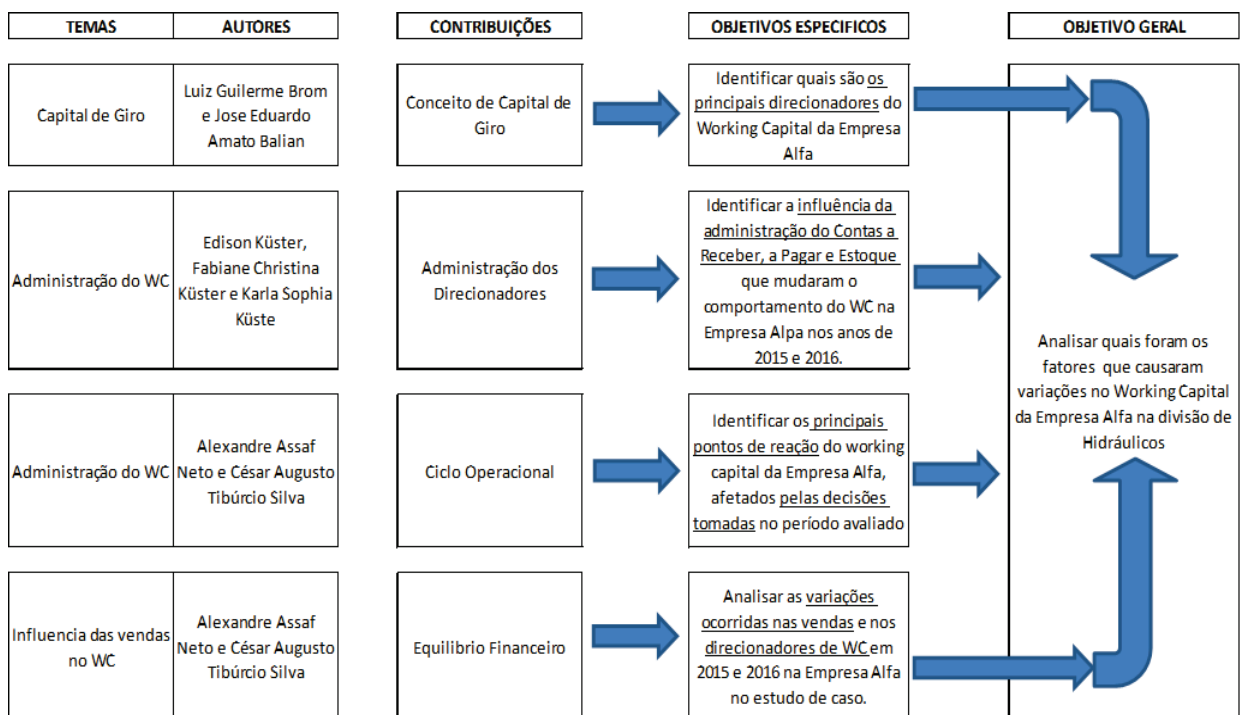 TEMAS
AUTORES
CONTRIBUIÇÕES
OBJETIVOS ESPECIFICOS
OBJETIVO GERAL
Capital de Giro
Luiz Guilerme Brom
e Jose Eduardo
Amato Balian
Conceito de Capital de
Giro
Identificar quais são os
principais direcionadores do
Working Capital da Empresa
Alfa
Administração do WC
Edison Küster,
Fabiane Christina
Küster e Karla Sophia
Küste
Administração dos
Direcionadores
Identificar a influência da
administração do Contas a
Receber, a Pagar e Estoque
que mudaram o
comportamento do WC na
Empresa Alpa nos anos de
2015 e 2016.
Administração do WC
Alexandre Assaf
Neto e César Augusto
Tibúrcio Silva
Ciclo Operacional
Identificar os principais
pontos de reação do working
capital da Empresa Alfa,
afetados pelas decisões
tomadas no período avaliado
Influencia das vendas
no WC
Alexandre Assaf
Neto e César Augusto
Tibúrcio Silva
Equilibrio Financeiro
Analisar as variações
ocorridas nas vendas e nos
direcionadores de WC em
2015 e 2016 na Empresa Alfa
no estudo de caso.
Analisar quais foram os
fatores que causaram
variações no Working Capital
da Empresa Alfa na divisão de
Hidráulicos